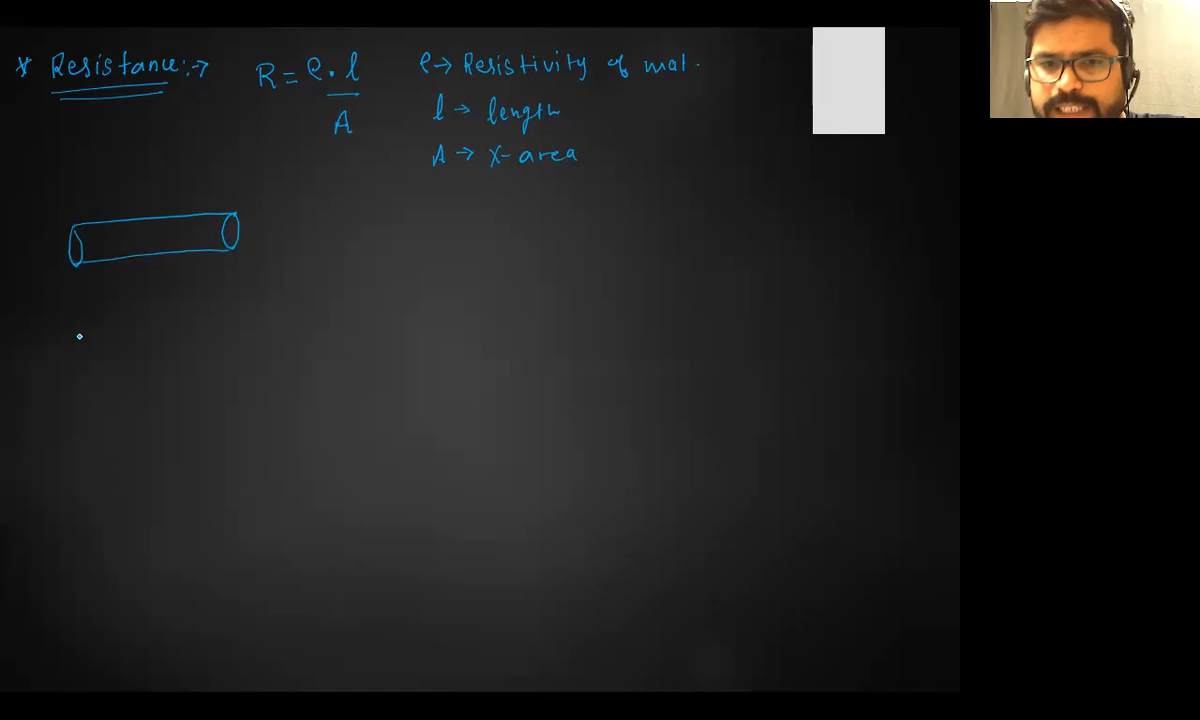 * Resistance :→ R = ρ . l / A
ρ → Resistivity of mat.
l → length
A → X-area